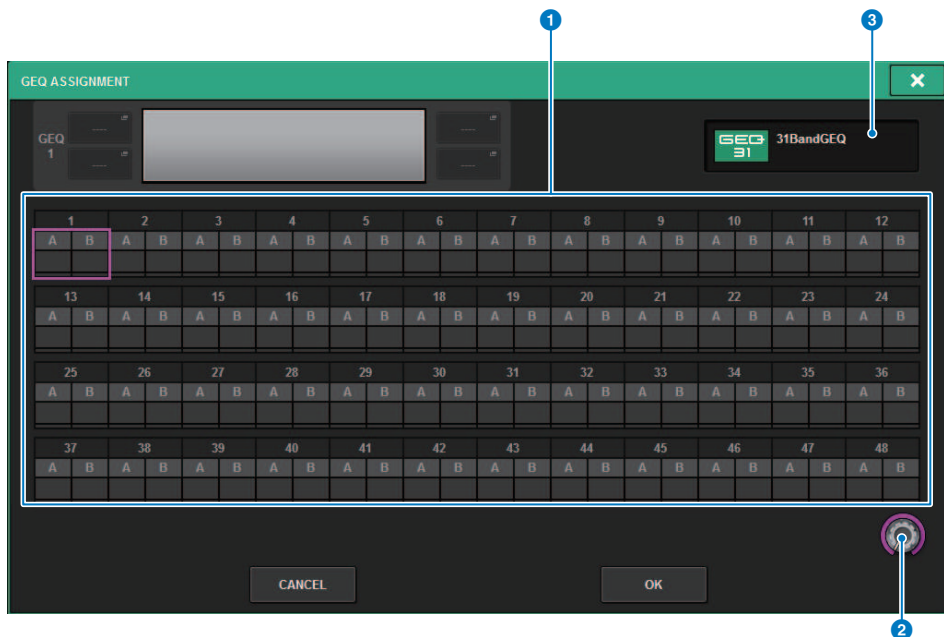 1 3
GEQ ASSIGNMENT
GEQ
1
----
----
----
----
GEQ
31
31BandGEQ
1 2 3 4 5 6 7 8 9 10 11 12
A B A B A B A B A B A B A B A B A B A B A B A B
13 14 15 16 17 18 19 20 21 22 23 24
A B A B A B A B A B A B A B A B A B A B A B A B
25 26 27 28 29 30 31 32 33 34 35 36
A B A B A B A B A B A B A B A B A B A B A B A B
37 38 39 40 41 42 43 44 45 46 47 48
A B A B A B A B A B A B A B A B A B A B A B A B
CANCEL OK
2